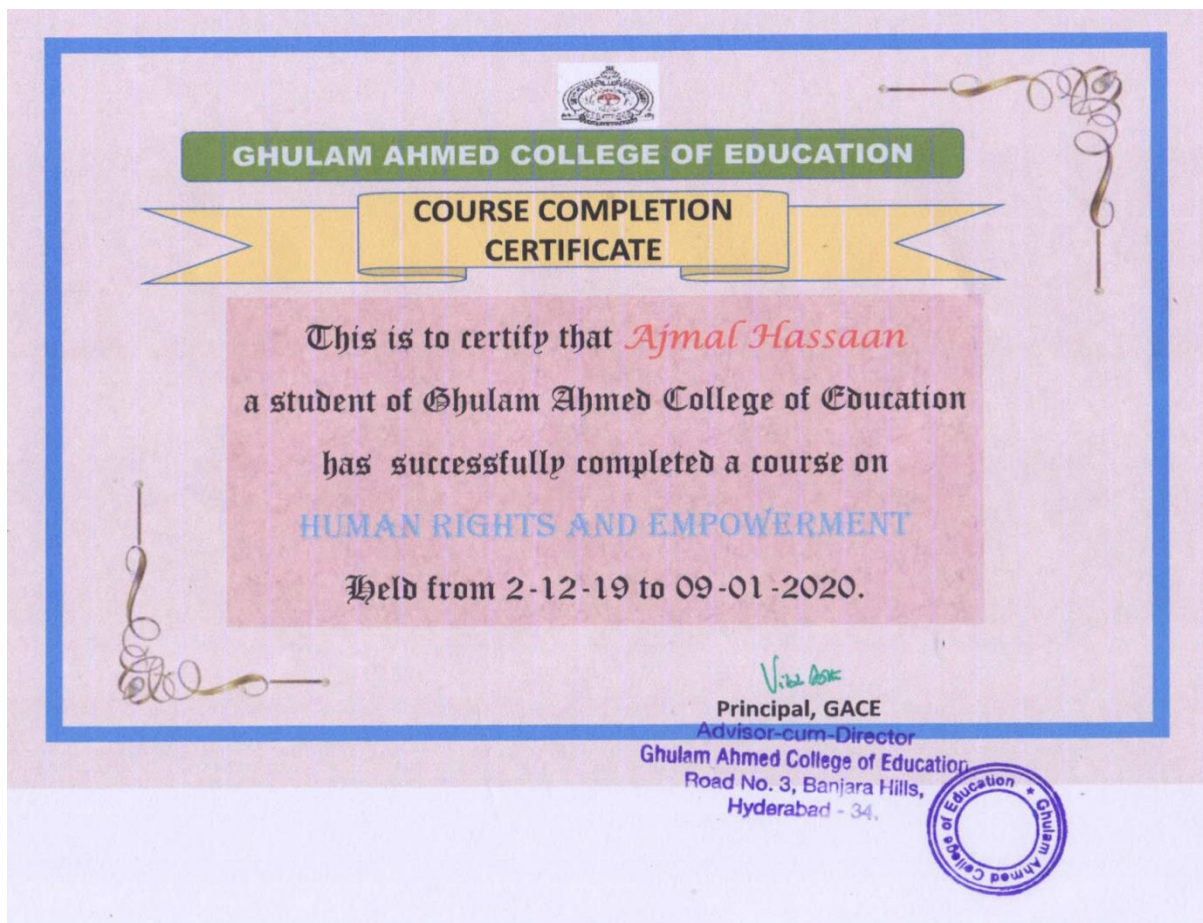 GHULAM AHMED COLLEGE OF EDUCATION
COURSE COMPLETION
CERTIFICATE
This is to certify that Ajmal Hassaan
a student of Ghulam Ahmed College of Education
has successfully completed a course on
HUMAN RIGHTS AND EMPOWERMENT
Held from 2-12-19 to 09-01-2020.
Principal, GACE
Advisor-cum-Director
Ghulam Ahmed College of Education
Road No. 3, Banjara Hills,
Hyderabad - 34.
Ghulam Ahmed College of Education